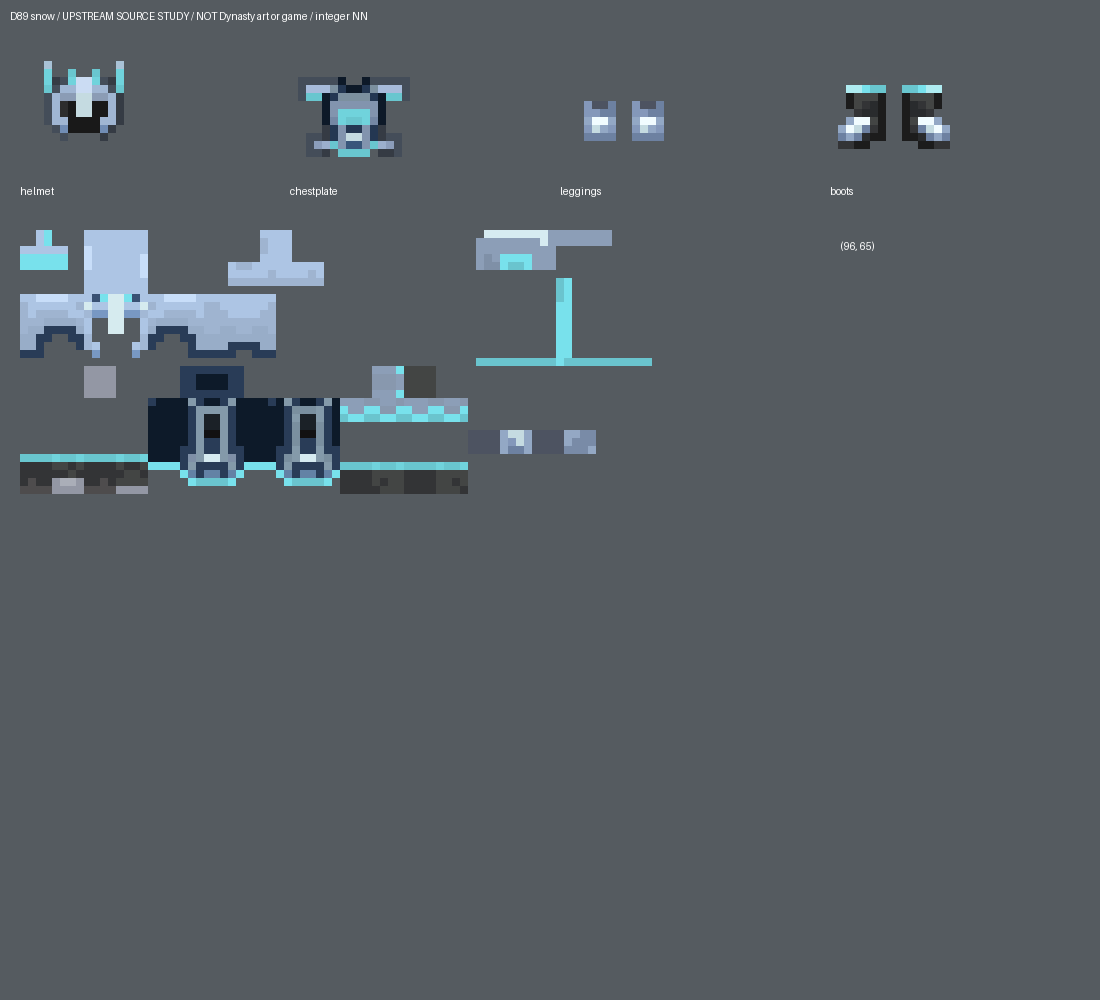 D89 snow / UPSTREAM SOURCE STUDY / NOT Dynasty art or game / integer NN
helmet
chestplate
leggings
boots
(96, 65)